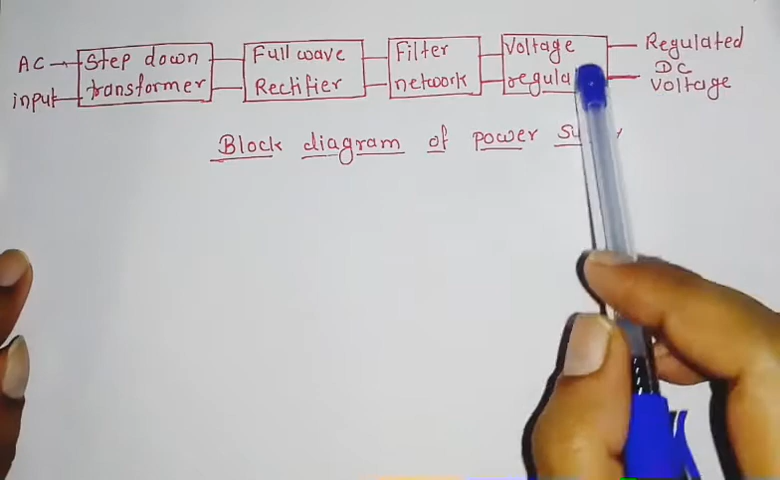 AC
input
Step down
transformer
Full wave
Rectifier
Filter
network
Voltage
Regulated
DC
Voltage
Block diagram of power